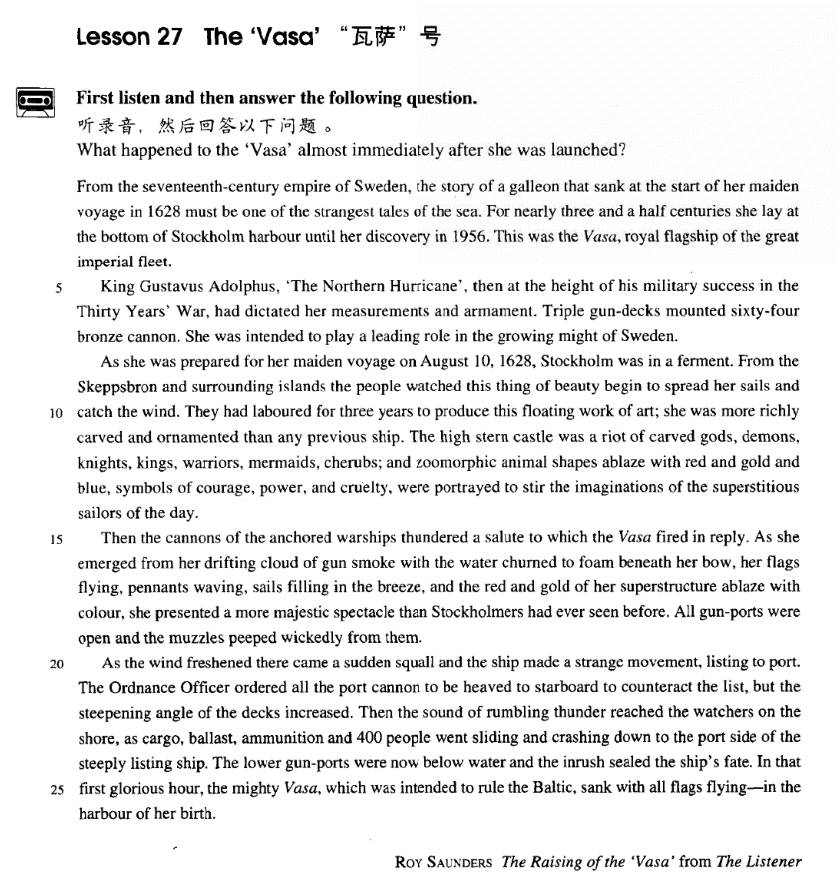 Lesson 27 The ‘Vasa’ “瓦萨”号
First listen and then answer the following question.
听录音，然后回答以下问题。
What happened to the ‘Vasa’ almost immediately after she was launched?
From the seventeenth-century empire of Sweden, the story of a galleon that sank at the start of her maiden
voyage in 1628 must be one of the strangest tales of the sea. For nearly three and a half centuries she lay at
the bottom of Stockholm harbour until her discovery in 1956. This was the Vasa, royal flagship of the great
imperial fleet.
5 King Gustavus Adolphus, ‘The Northern Hurricane’, then at the height of his military success in the
Thirty Years’ War, had dictated her measurements and armament. Triple gun-decks mounted sixty-four
bronze cannon. She was intended to play a leading role in the growing might of Sweden.
As she was prepared for her maiden voyage on August 10, 1628, Stockholm was in a ferment. From the
Skeppsbron and surrounding islands the people watched this thing of beauty begin to spread her sails and
10 catch the wind. They had laboured for three years to produce this floating work of art; she was more richly
carved and ornamented than any previous ship. The high stern castle was a riot of carved gods, demons,
knights, kings, warriors, mermaids, cherubs; and zoomorphic animal shapes ablaze with red and gold and
blue, symbols of courage, power, and cruelty, were portrayed to stir the imaginations of the superstitious
sailors of the day.
15 Then the cannons of the anchored warships thundered a salute to which the Vasa fired in reply. As she
emerged from her drifting cloud of gun smoke with the water churned to foam beneath her bow, her flags
flying, pennants waving, sails filling in the breeze, and the red and gold of her superstructure ablaze with
colour, she presented a more majestic spectacle than Stockholmers had ever seen before. All gun-ports were
open and the muzzles peeped wickedly from them.
20 As the wind freshened there came a sudden squall and the ship made a strange movement, listing to port.
The Ordnance Officer ordered all the port cannon to be heaved to starboard to counteract the list, but the
steepening angle of the decks increased. Then the sound of rumbling thunder reached the watchers on the
shore, as cargo, ballast, ammunition and 400 people went sliding and crashing down to the port side of the
steeply listing ship. The lower gun-ports were now below water and the inrush sealed the ship’s fate. In that
25 first glorious hour, the mighty Vasa, which was intended to rule the Baltic, sank with all flags flying—in the
harbour of her birth.
ROY SAUNDERS The Raising of the ‘Vasa’ from The Listener